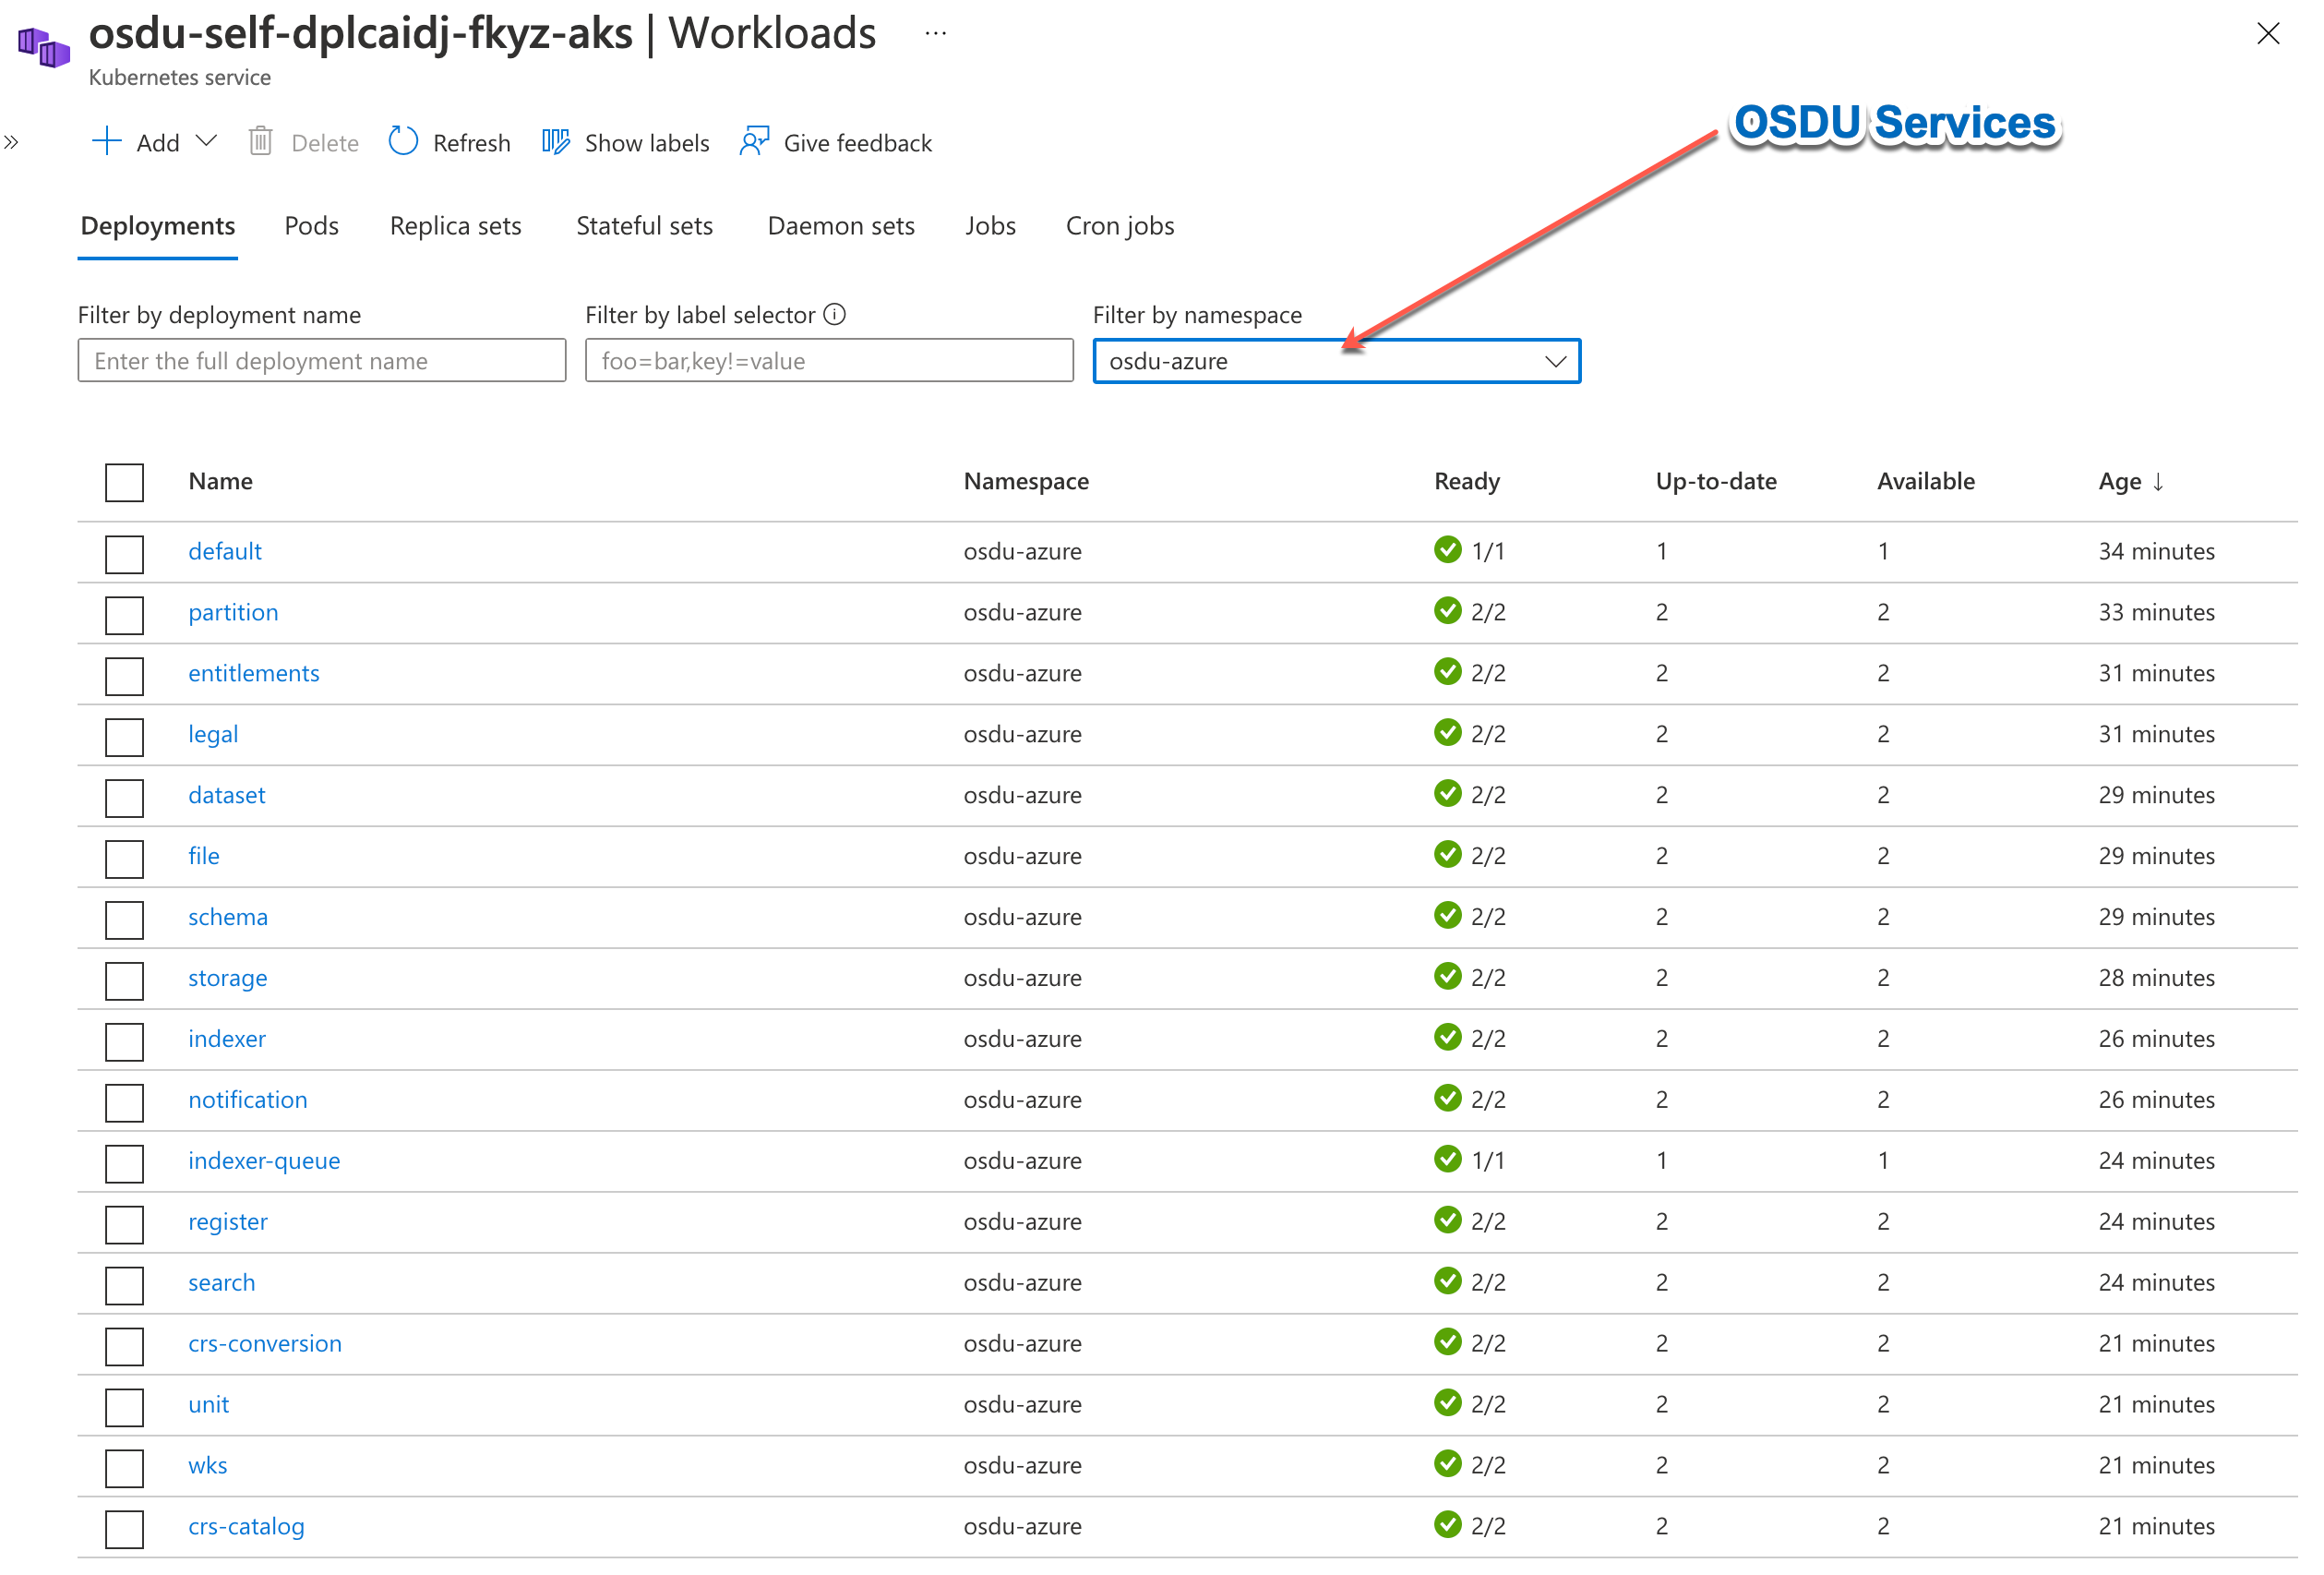 osdu-self-dplcaidj-fkyz-aks | Workloads ...
Kubernetes service
OSDU Services
Add Delete Refresh Show labels Give feedback
Deployments Pods Replica sets Stateful sets Daemon sets Jobs Cron jobs
Filter by deployment name Filter by label selector Filter by namespace
Enter the full deployment name foo=bar,key!=value osdu-azure
Name Namespace Ready Up-to-date Available Age ↓
default osdu-azure 1/1 1 1 34 minutes
partition osdu-azure 2/2 2 2 33 minutes
entitlements osdu-azure 2/2 2 2 31 minutes
legal osdu-azure 2/2 2 2 31 minutes
dataset osdu-azure 2/2 2 2 29 minutes
file osdu-azure 2/2 2 2 29 minutes
schema osdu-azure 2/2 2 2 29 minutes
storage osdu-azure 2/2 2 2 28 minutes
indexer osdu-azure 2/2 2 2 26 minutes
notification osdu-azure 2/2 2 2 26 minutes
indexer-queue osdu-azure 1/1 1 1 24 minutes
register osdu-azure 2/2 2 2 24 minutes
search osdu-azure 2/2 2 2 24 minutes
crs-conversion osdu-azure 2/2 2 2 21 minutes
unit osdu-azure 2/2 2 2 21 minutes
wks osdu-azure 2/2 2 2 21 minutes
crs-catalog osdu-azure 2/2 2 2 21 minutes